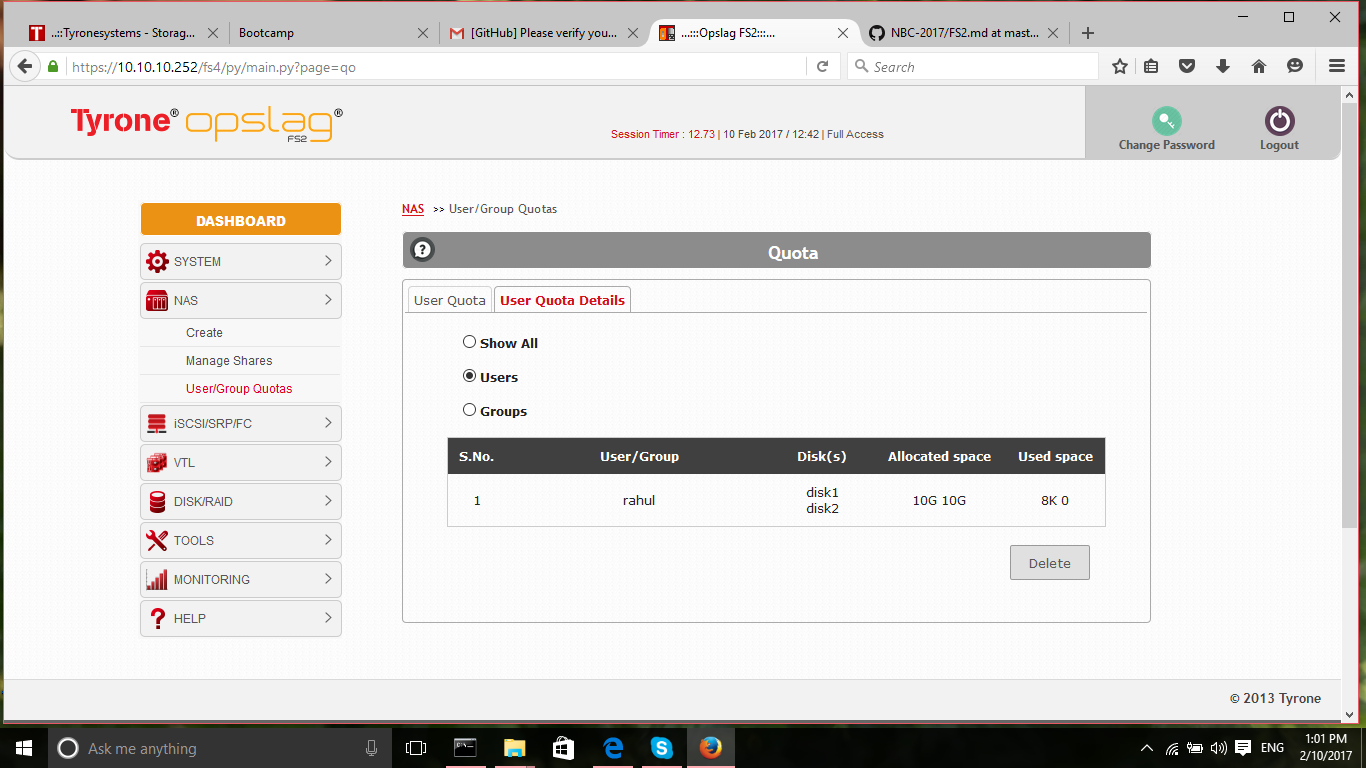 ..::Tyronesystems - Storag...
Bootcamp
[GitHub] Please verify you...
...:::Opslag FS2:::...
NBC-2017/FS2.md at mast...
https://10.10.10.252/fs4/py/main.py?page=qo
Search
Tyrone® opslag®
FS2
Session Timer : 12.73 | 10 Feb 2017 / 12:42 | Full Access
Change Password
Logout
DASHBOARD
SYSTEM
NAS
Create
Manage Shares
User/Group Quotas
iSCSI/SRP/FC
VTL
DISK/RAID
TOOLS
MONITORING
HELP
NAS >> User/Group Quotas
Quota
User Quota
User Quota Details
Show All
Users
Groups
S.No. User/Group Disk(s) Allocated space Used space
1 rahul disk1 10G 10G 8K 0
disk2
Delete
© 2013 Tyrone
Ask me anything
ENG
1:01 PM
2/10/2017